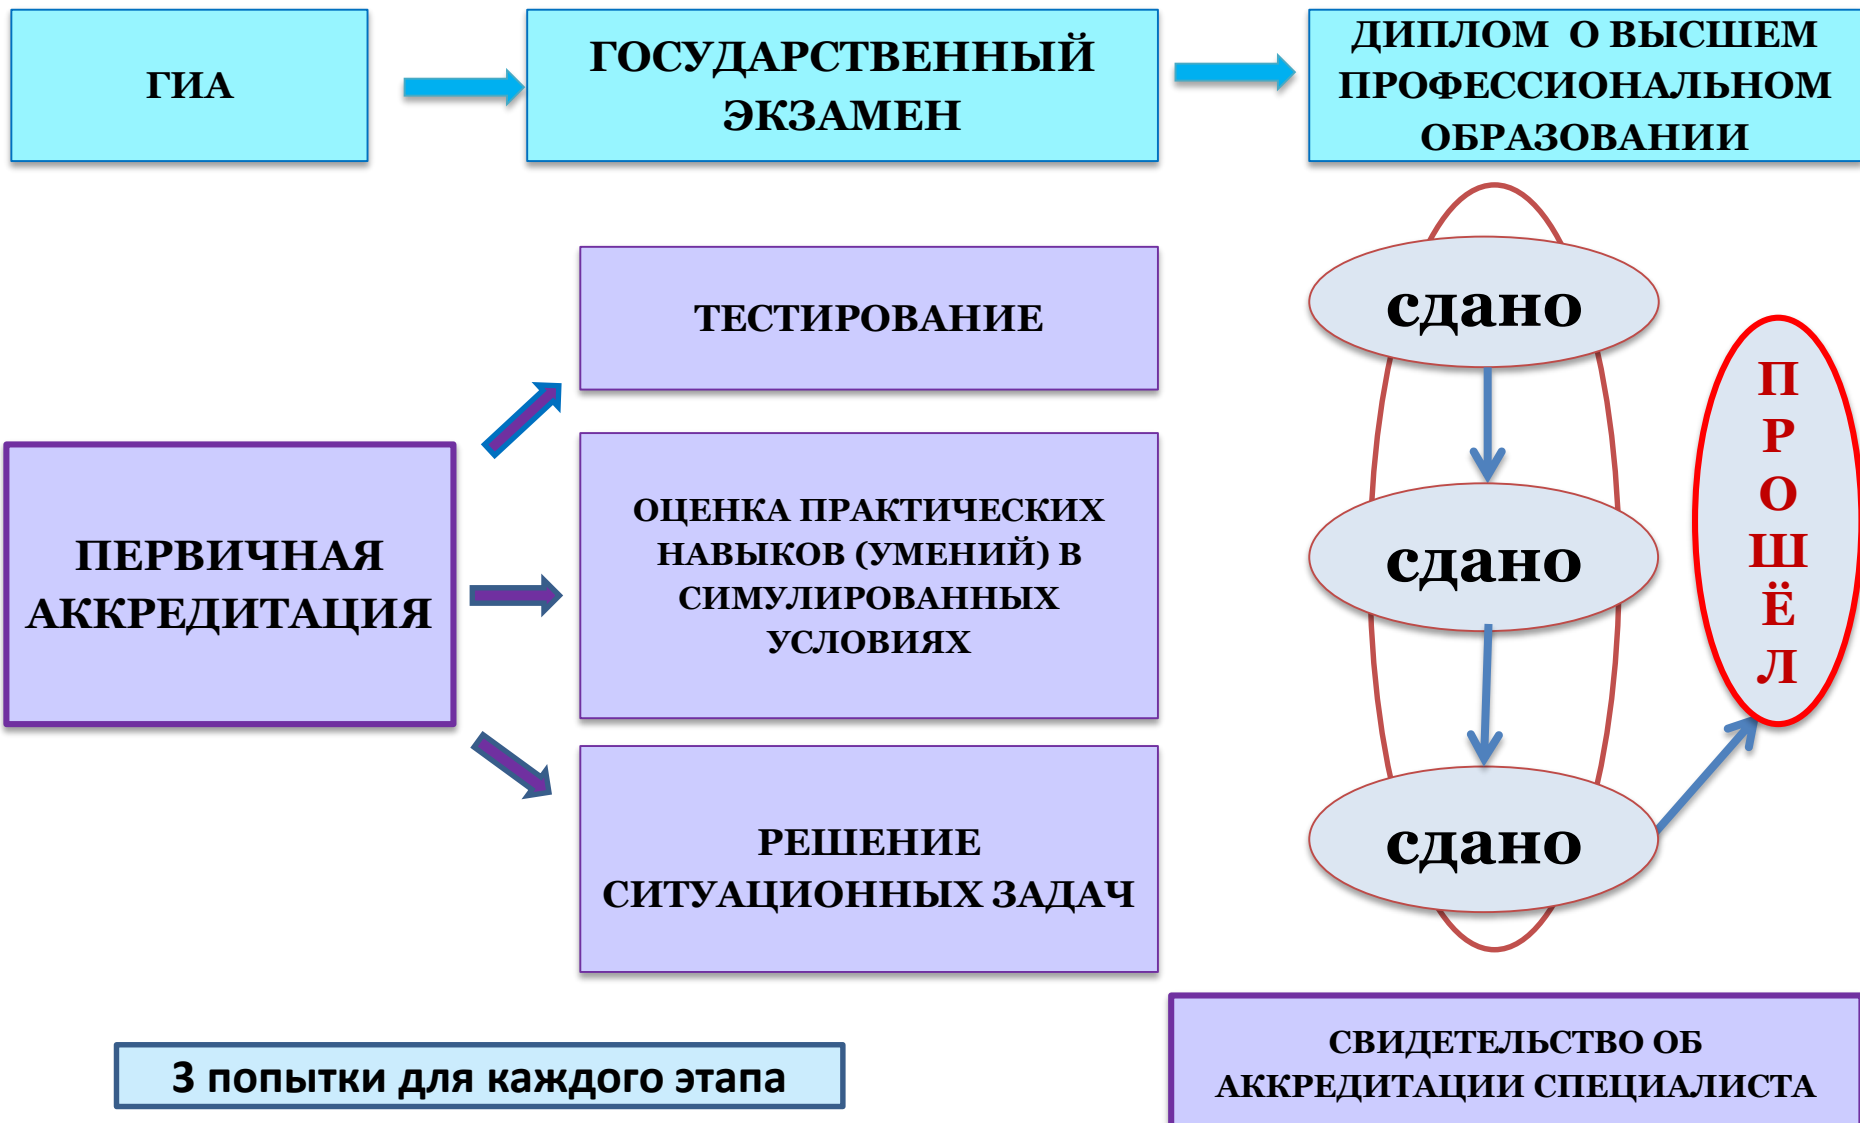 ГИА
ГОСУДАРСТВЕННЫЙ
ЭКЗАМЕН
ДИПЛОМ О ВЫСШЕМ
ПРОФЕССИОНАЛЬНОМ
ОБРАЗОВАНИИ
ПЕРВИЧНАЯ
АККРЕДИТАЦИЯ
ТЕСТИРОВАНИЕ
сдано
ОЦЕНКА ПРАКТИЧЕСКИХ
НАВЫКОВ (УМЕНИЙ) В
СИМУЛИРОВАННЫХ
УСЛОВИЯХ
сдано
РЕШЕНИЕ
СИТУАЦИОННЫХ ЗАДАЧ
сдано
П
Р
О
Ш
Ё
Л
3 попытки для каждого этапа
СВИДЕТЕЛЬСТВО ОБ
АККРЕДИТАЦИИ СПЕЦИАЛИСТА